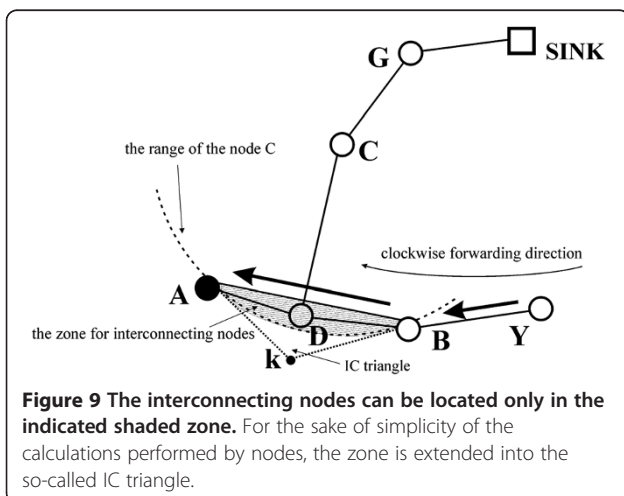 G
SINK
C
the range of the node C
clockwise forwarding direction
A
the zone for interconnecting nodes
D
B
Y
k
IC triangle
Figure 9 The interconnecting nodes can be located only in the
indicated shaded zone. For the sake of simplicity of the
calculations performed by nodes, the zone is extended into the
so-called IC triangle.